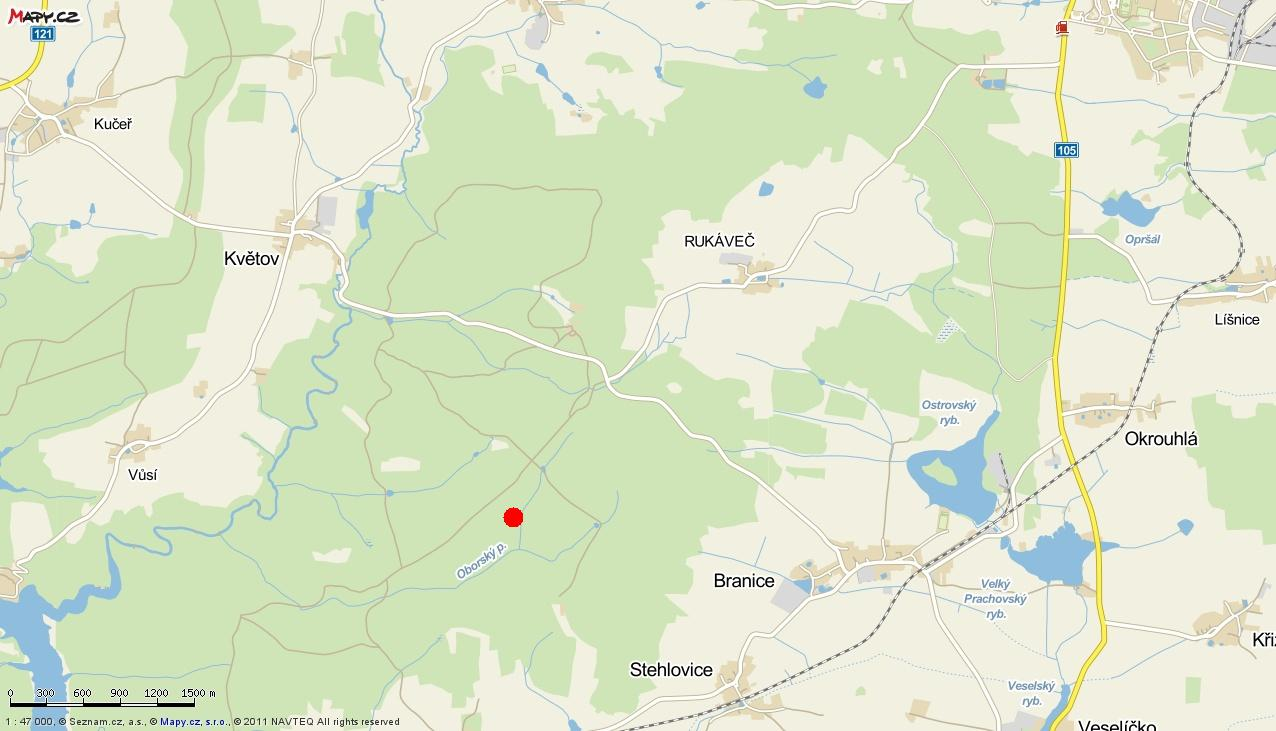 MAPY.CZ
121
Kučeř
105
RUKÁVEČ
Opršál
Květov
Líšnice
Ostrovský
ryb.
Okrouhlá
Vůsí
Oborský p.
Branice
Velký
Prachovský
ryb.
Křiz
Stehlovice
Veselský
ryb.
Veselíčko
0 300 600 900 1200 1500 m
1 : 47 000, © Seznam.cz, a.s., © Mapy.cz, s.r.o., © 2011 NAVTEQ All rights reserved